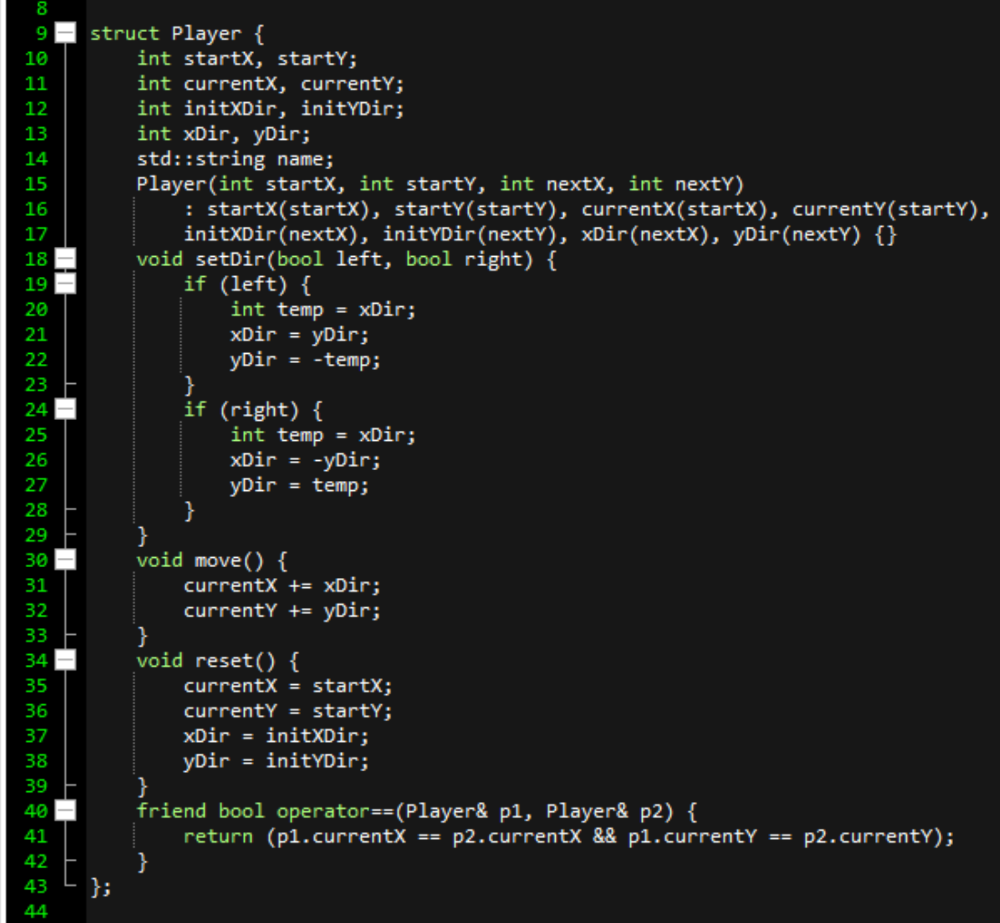 8
9 struct Player {
10 int startX, startY;
11 int currentX, currentY;
12 int initXDir, initYDir;
13 int xDir, yDir;
14 std::string name;
15 Player(int startX, int startY, int nextX, int nextY)
16 : startX(startX), startY(startY), currentX(startX), currentY(startY),
17 initXDir(nextX), initYDir(nextY), xDir(nextX), yDir(nextY) {}
18 void setDir(bool left, bool right) {
19 if (left) {
20 int temp = xDir;
21 xDir = yDir;
22 yDir = -temp;
23 }
24 if (right) {
25 int temp = xDir;
26 xDir = -yDir;
27 yDir = temp;
28 }
29 }
30 void move() {
31 currentX += xDir;
32 currentY += yDir;
33 }
34 void reset() {
35 currentX = startX;
36 currentY = startY;
37 xDir = initXDir;
38 yDir = initYDir;
39 }
40 friend bool operator==(Player& p1, Player& p2) {
41 return (p1.currentX == p2.currentX && p1.currentY == p2.currentY);
42 }
43 };
44